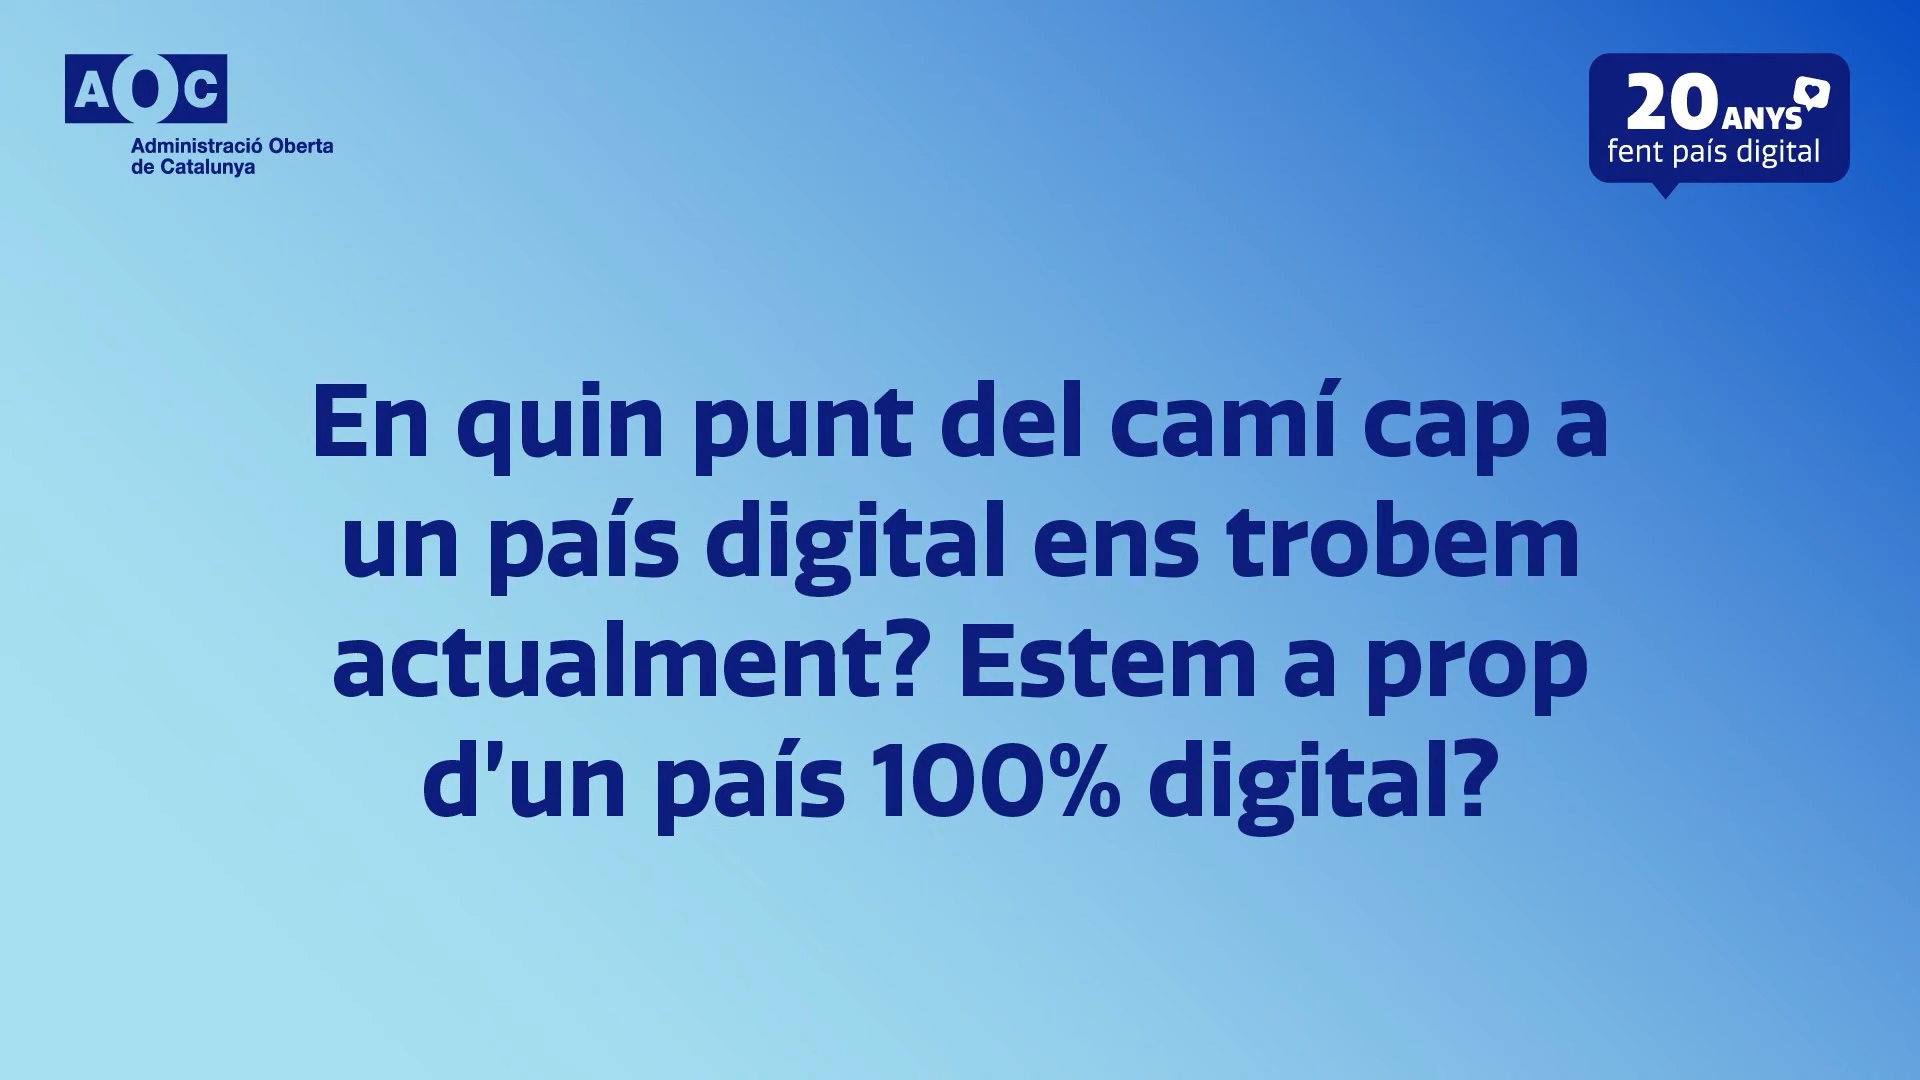 AOC
Administració Oberta
de Catalunya
20 ANYS
fent país digital
En quin punt del camí cap a
un país digital ens trobem
actualment? Estem a prop
d'un país 100% digital?